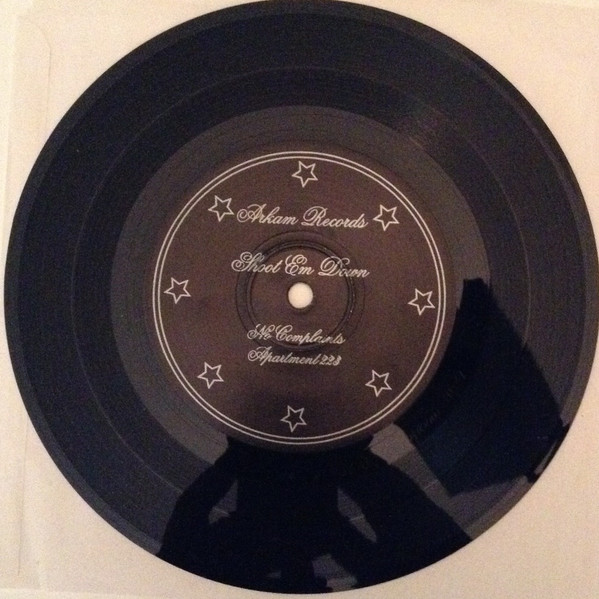 Arkam Records
Shoot Em Down
No Complaints
Apartment 223